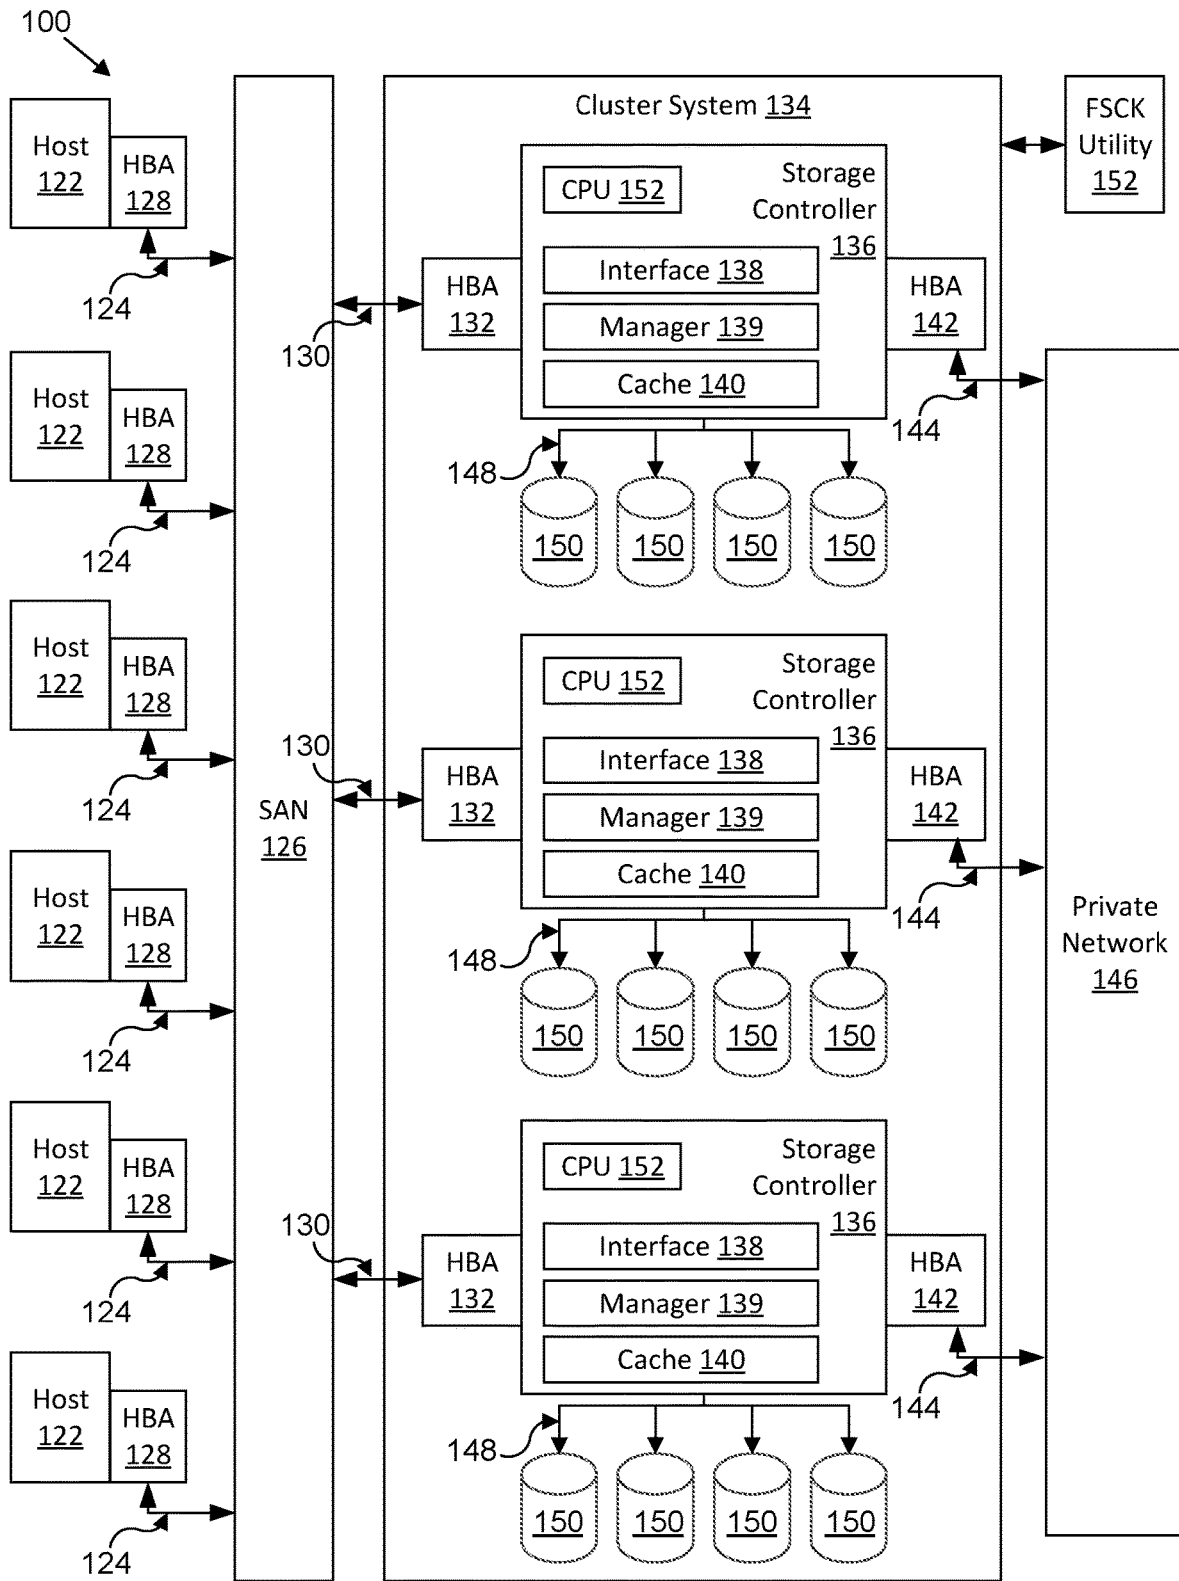 100
Host
122
HBA
128
124
Host
122
HBA
128
124
Host
122
HBA
128
124
Host
122
HBA
128
124
Host
122
HBA
128
124
Host
122
HBA
128
124
SAN
126
130
130
130
Cluster System 134
HBA
132
CPU 152
Storage
Controller
136
Interface 138
Manager 139
Cache 140
HBA
142
144
148
150 150 150 150
HBA
132
CPU 152
Storage
Controller
136
Interface 138
Manager 139
Cache 140
HBA
142
144
148
150 150 150 150
HBA
132
CPU 152
Storage
Controller
136
Interface 138
Manager 139
Cache 140
HBA
142
144
148
150 150 150 150
FSCK
Utility
152
Private
Network
146